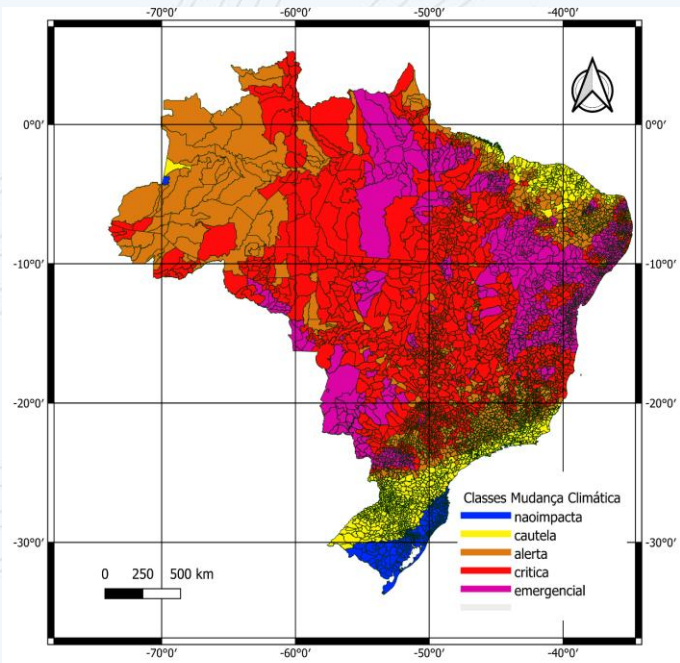 -70°0' -60°0' -50°0' -40°0'
0°0' 0°0'
-10°0' -10°0'
-20°0' -20°0'
Classes Mudança Climática
naoimpacta
cautela
-30°0' alerta -30°0'
critica
0 250 500 km
emergencial
-70°0' -60°0' -50°0' -40°0'